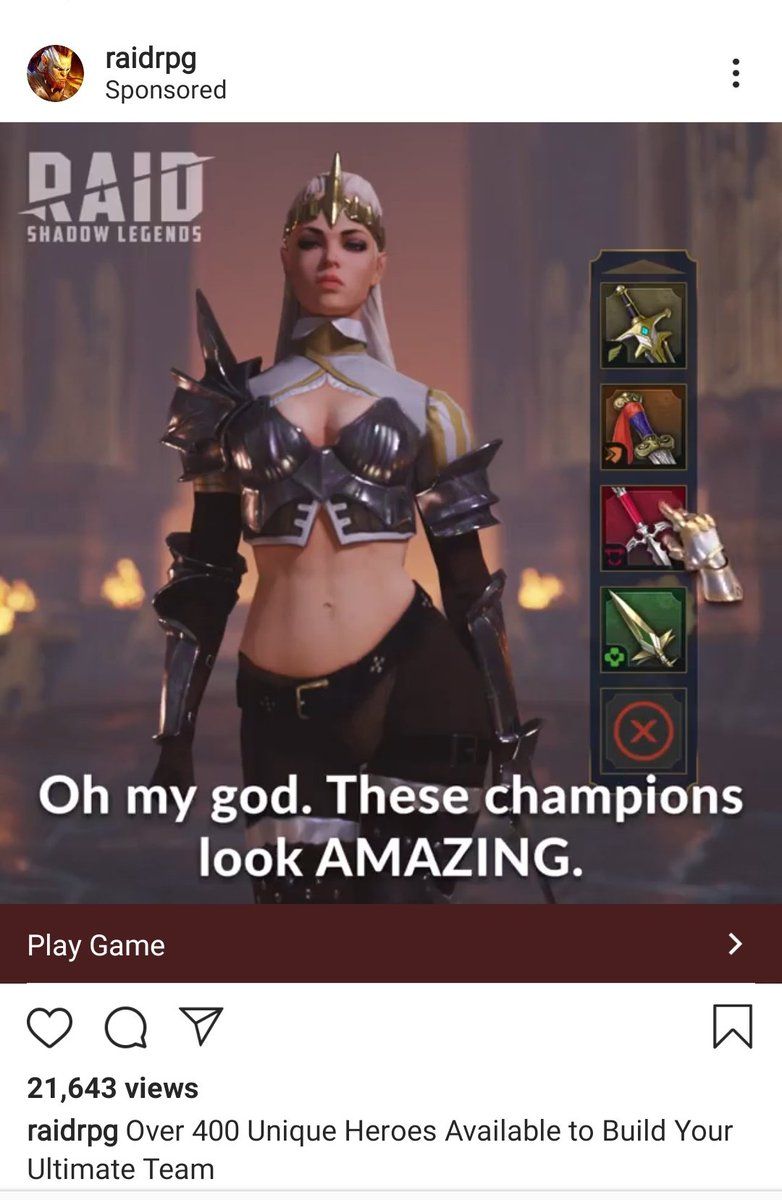 raidrpg
Sponsored
RAID
SHADOW LEGENDS
Oh my god. These champions
look AMAZING.
Play Game
21,643 views
raidrpg Over 400 Unique Heroes Available to Build Your
Ultimate Team